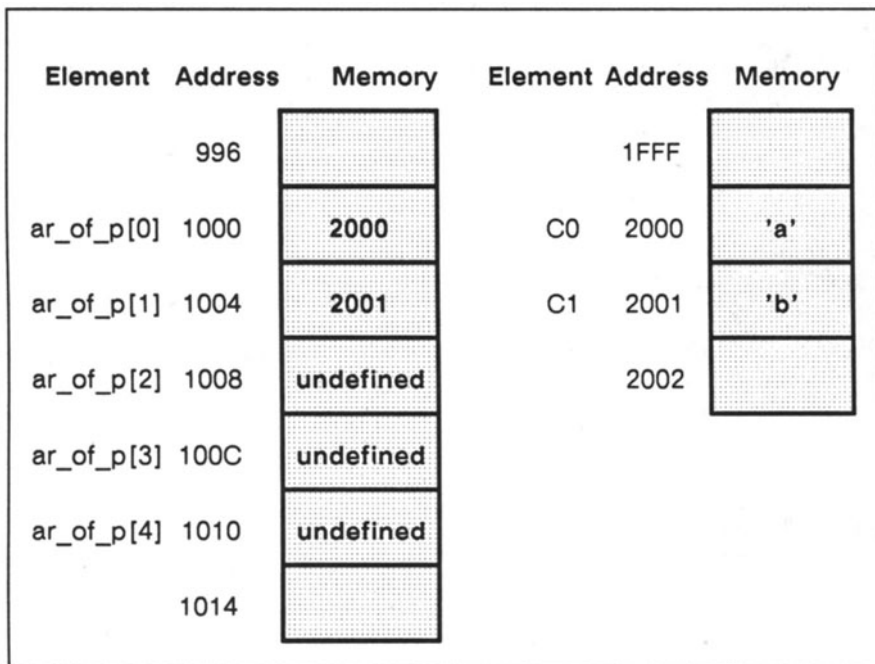 Element Address Memory Element Address Memory
996 1FFF
ar_of_p[0] 1000 2000 C0 2000 'a'
ar_of_p[1] 1004 2001 C1 2001 'b'
ar_of_p[2] 1008 undefined 2002
ar_of_p[3] 100C undefined
ar_of_p[4] 1010 undefined
1014